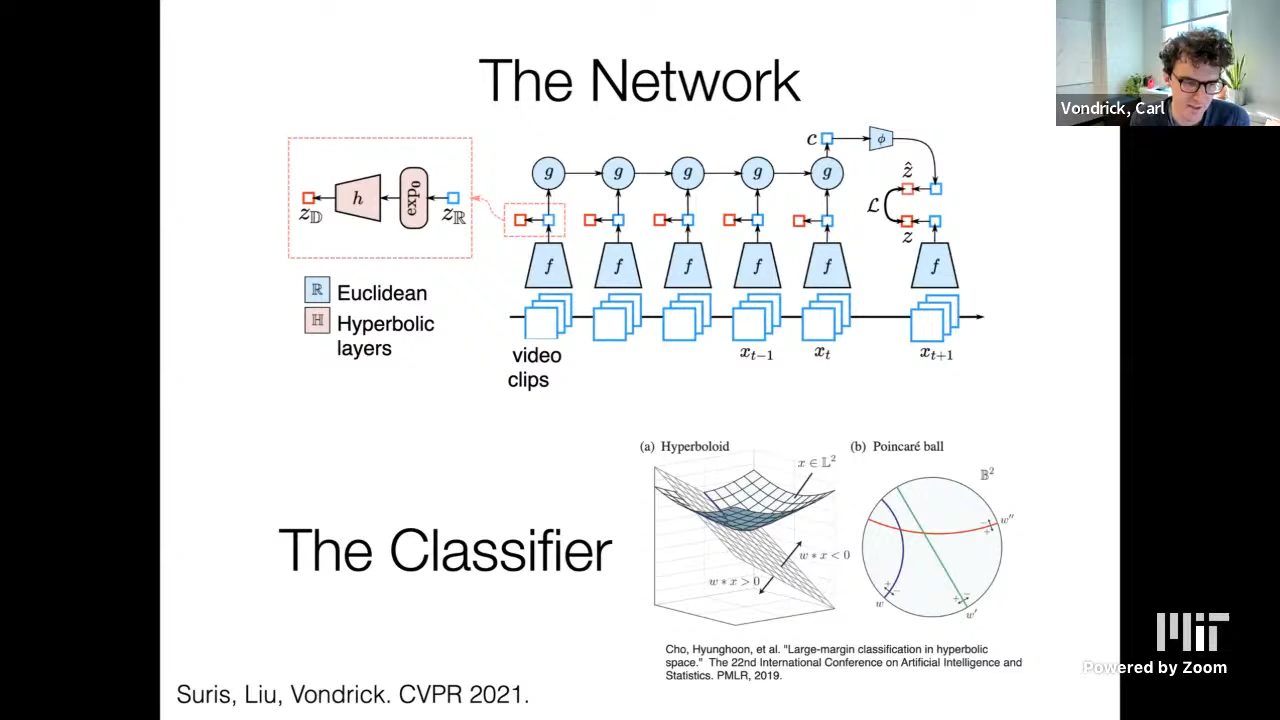 The Network
Vondrick, Carl
c
ϕ
g
g
g
g
g
ẑ
ℒ
z
h
exp₀
z_𝔻
z_ℝ
f
f
f
f
f
f
ℝ Euclidean
ℍ Hyperbolic
layers
video
clips
x_{t−1}
x_t
x_{t+1}
(a) Hyperboloid
(b) Poincaré ball
x ∈ 𝕃²
𝔹²
w''
w ∗ x < 0
w ∗ x > 0
w
w'
+
−
+
−
−
+
The Classifier
Cho, Hyunghoon, et al. "Large-margin classification in hyperbolic
space." The 22nd International Conference on Artificial Intelligence and
Statistics. PMLR, 2019.
Suris, Liu, Vondrick. CVPR 2021.
MIT
Powered by Zoom